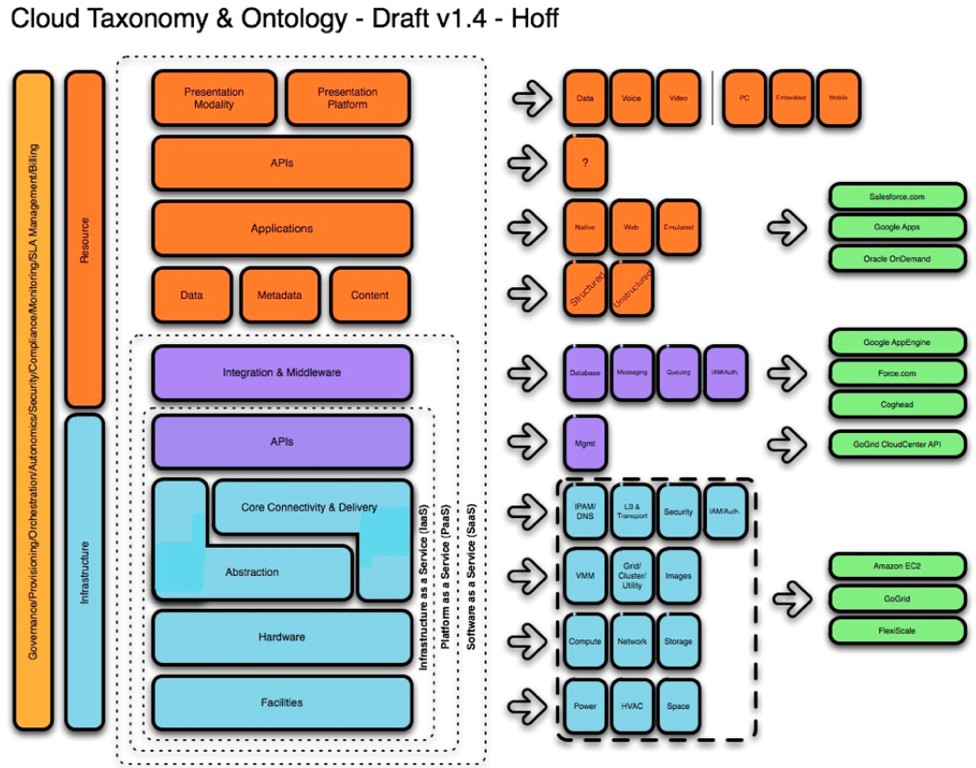 Cloud Taxonomy & Ontology - Draft v1.4 - Hoff
Governance/Provisioning/Orchestration/Autonomics/Security/Compliance/Monitoring/SLA Management/Billing
Resource
Infrastructure
Presentation
Modality
Presentation
Platform
Data
Voice
Video
PC
Embedded
Mobile
APIs
?
Applications
Native
Web
Emulated
Salesforce.com
Google Apps
Oracle OnDemand
Data
Metadata
Content
Structured
Unstructured
Integration & Middleware
Database
Messaging
Queuing
IAM/Auth.
Google AppEngine
Force.com
Coghead
APIs
Mgmt
GoGrid CloudCenter API
Core Connectivity & Delivery
IPAM/
DNS
LB &
Transport
Security
IAM/Auth.
Abstraction
VMM
Grid/
Cluster/
Utility
Images
Amazon EC2
GoGrid
FlexiScale
Hardware
Compute
Network
Storage
Facilities
Power
HVAC
Space
Infrastructure as a Service (IaaS)
Platform as a Service (PaaS)
Software as a Service (SaaS)